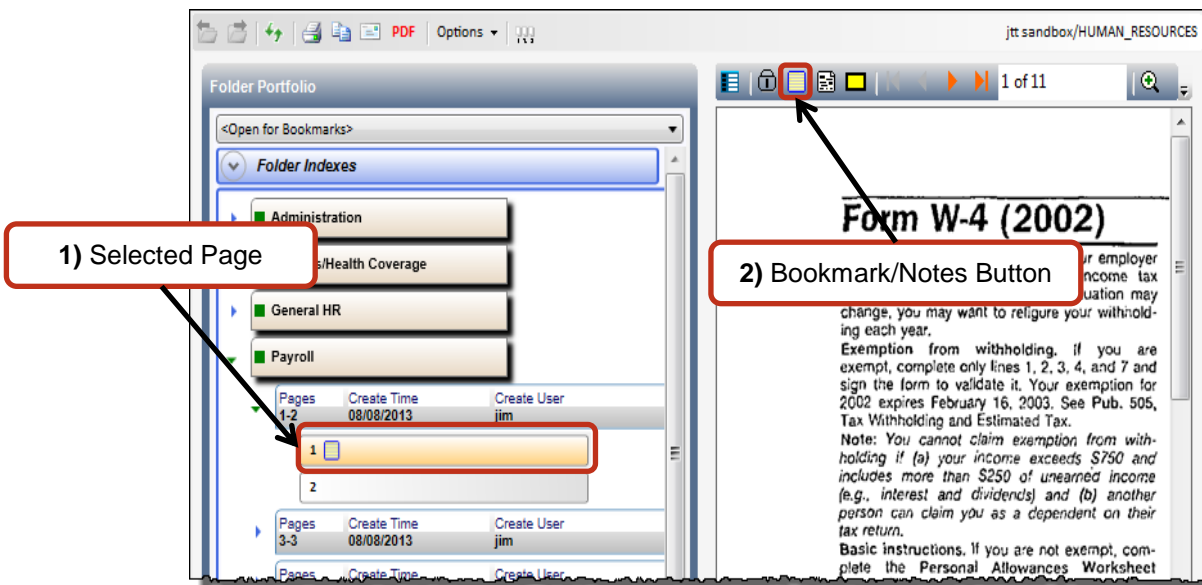 PDF Options jtt sandbox/HUMAN_RESOURCES
Folder Portfolio
<Open for Bookmarks>
Folder Indexes
Administration
s/Health Coverage
General HR
Payroll
Pages Create Time Create User
1-2 08/08/2013 jim
1
2
Pages Create Time Create User
3-3 08/08/2013 jim
Pages Create Time Create User
1) Selected Page
2) Bookmark/Notes Button
1 of 11
Form W-4 (2002)
ur employer
ncome tax
uation may
change, you may want to refigure your withhold-
ing each year.
Exemption from withholding. If you are
exempt, complete only lines 1, 2, 3, 4, and 7 and
sign the form to validate it. Your exemption for
2002 expires February 16, 2003. See Pub. 505,
Tax Withholding and Estimated Tax.
Note: You cannot claim exemption from with-
holding if (a) your income exceeds $750 and
includes more than $250 of unearned income
(e.g., interest and dividends) and (b) another
person can claim you as a dependent on their
tax return.
Basic instructions. If you are not exempt, com-
plete the Personal Allowances Worksheet